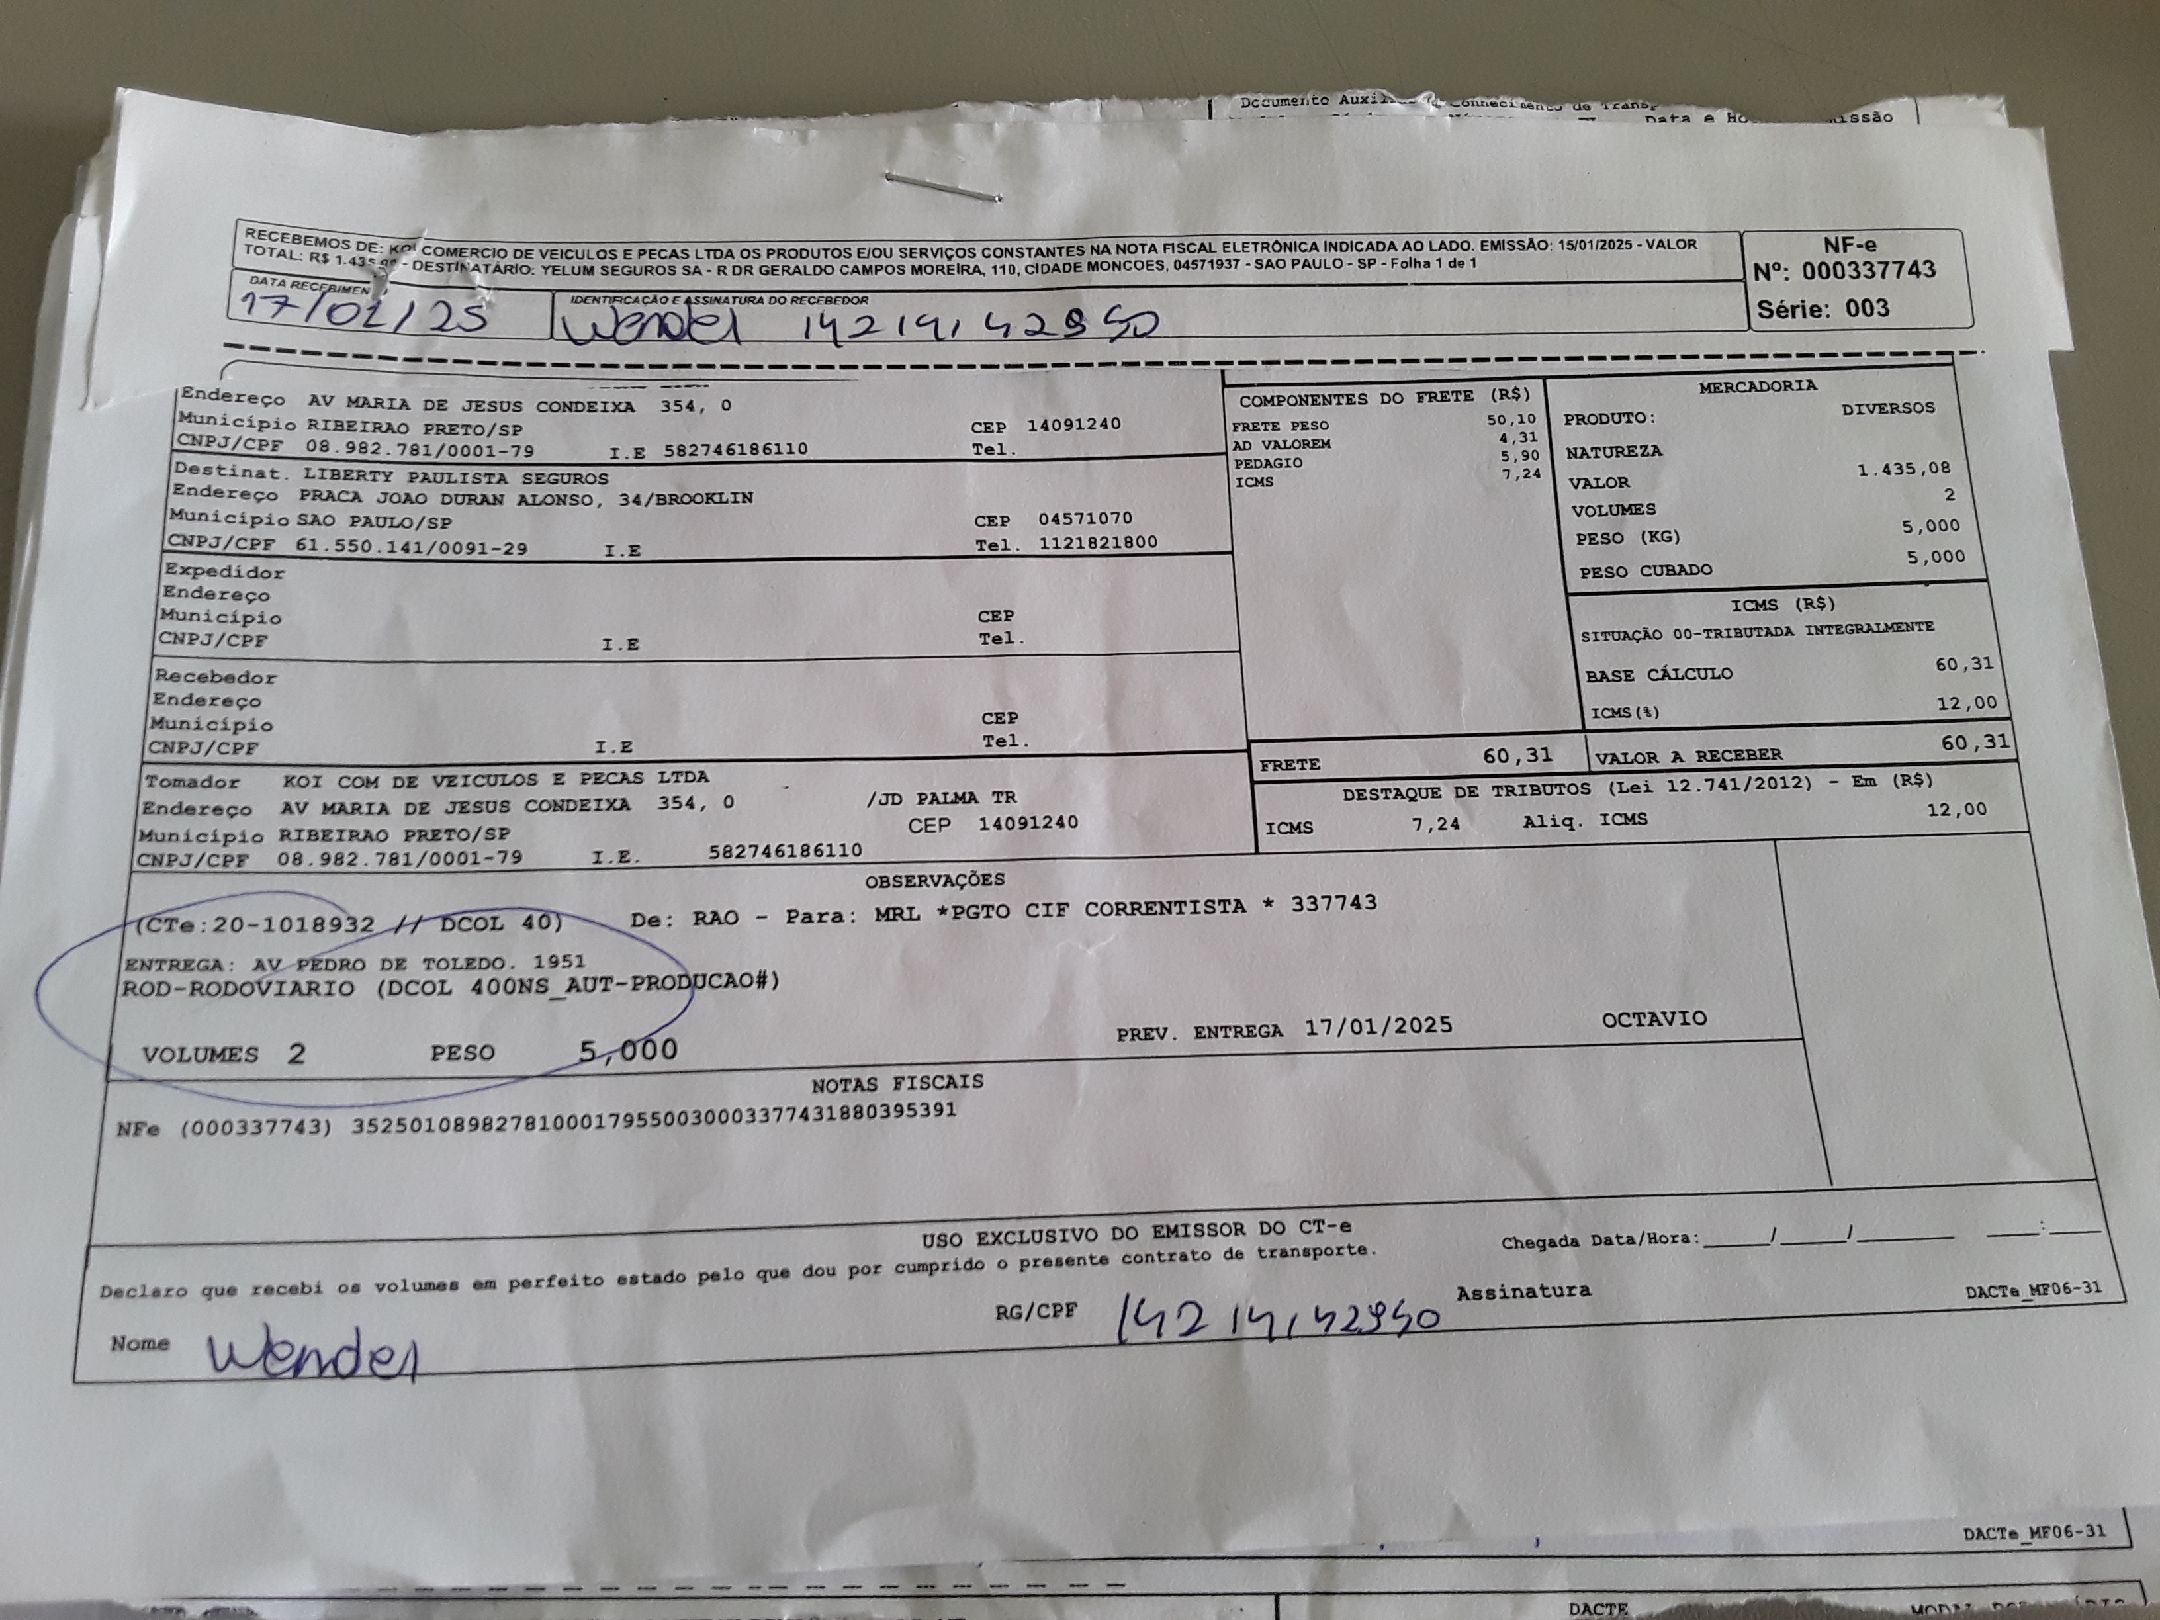 Documento Auxi
Data e Ho issão
RECEBEMOS DE: KOI COMERCIO DE VEICULOS E PECAS LTDA OS PRODUTOS E/OU SERVIÇOS CONSTANTES NA NOTA FISCAL ELETRÔNICA INDICADA AO LADO. EMISSÃO: 15/01/2025 - VALOR
TOTAL: R$ 1.435, - DESTINATÁRIO: YELUM SEGUROS SA - R DR GERALDO CAMPOS MOREIRA, 110, CIDADE MONCOES, 04571937 - SAO PAULO - SP - Folha 1 de 1
NF-e
Nº: 000337743
Série: 003
DATA RECEBIMEN
17/01/25
IDENTIFICAÇÃO E ASSINATURA DO RECEBEDOR
Wendel
Endereço AV MARIA DE JESUS CONDEIXA 354, 0
Município RIBEIRAO PRETO/SP CEP 14091240
CNPJ/CPF 08.982.781/0001-79 I.E 582746186110 Tel.
Destinat. LIBERTY PAULISTA SEGUROS
Endereço PRACA JOAO DURAN ALONSO, 34/BROOKLIN
Município SAO PAULO/SP CEP 04571070
CNPJ/CPF 61.550.141/0091-29 I.E Tel. 1121821800
Expedidor
Endereço
Município CEP
CNPJ/CPF I.E Tel.
Recebedor
Endereço
Município CEP
CNPJ/CPF I.E Tel.
Tomador KOI COM DE VEICULOS E PECAS LTDA
Endereço AV MARIA DE JESUS CONDEIXA 354, 0 /JD PALMA TR
Município RIBEIRAO PRETO/SP CEP 14091240
CNPJ/CPF 08.982.781/0001-79 I.E. 582746186110
COMPONENTES DO FRETE (R$)
FRETE PESO 50,10
AD VALOREM 4,31
PEDAGIO 5,90
ICMS 7,24
MERCADORIA
PRODUTO: DIVERSOS
NATUREZA
VALOR 1.435,08
VOLUMES 2
PESO (KG) 5,000
PESO CUBADO 5,000
ICMS (R$)
SITUAÇÃO 00-TRIBUTADA INTEGRALMENTE
BASE CÁLCULO 60,31
ICMS(%) 12,00
FRETE 60,31 VALOR A RECEBER 60,31
DESTAQUE DE TRIBUTOS (Lei 12.741/2012) - Em (R$)
ICMS 7,24 Aliq. ICMS 12,00
OBSERVAÇÕES
(CTe:20-1018932 // DCOL 40) De: RAO - Para: MRL *PGTO CIF CORRENTISTA * 337743
ENTREGA: AV PEDRO DE TOLEDO. 1951
ROD-RODOVIARIO (DCOL 400NS_AUT-PRODUCAO#)
VOLUMES 2 PESO 5,000 PREV. ENTREGA 17/01/2025 OCTAVIO
NOTAS FISCAIS
NFe (000337743) 35250108982781000179550030003377431880395391
USO EXCLUSIVO DO EMISSOR DO CT-e
Declaro que recebi os volumes em perfeito estado pelo que dou por cumprido o presente contrato de transporte.
Chegada Data/Hora:_____/_____/_______ ____:____
Nome Wendel RG/CPF Assinatura DACTe_MF06-31
DACTe_MF06-31
DACTE